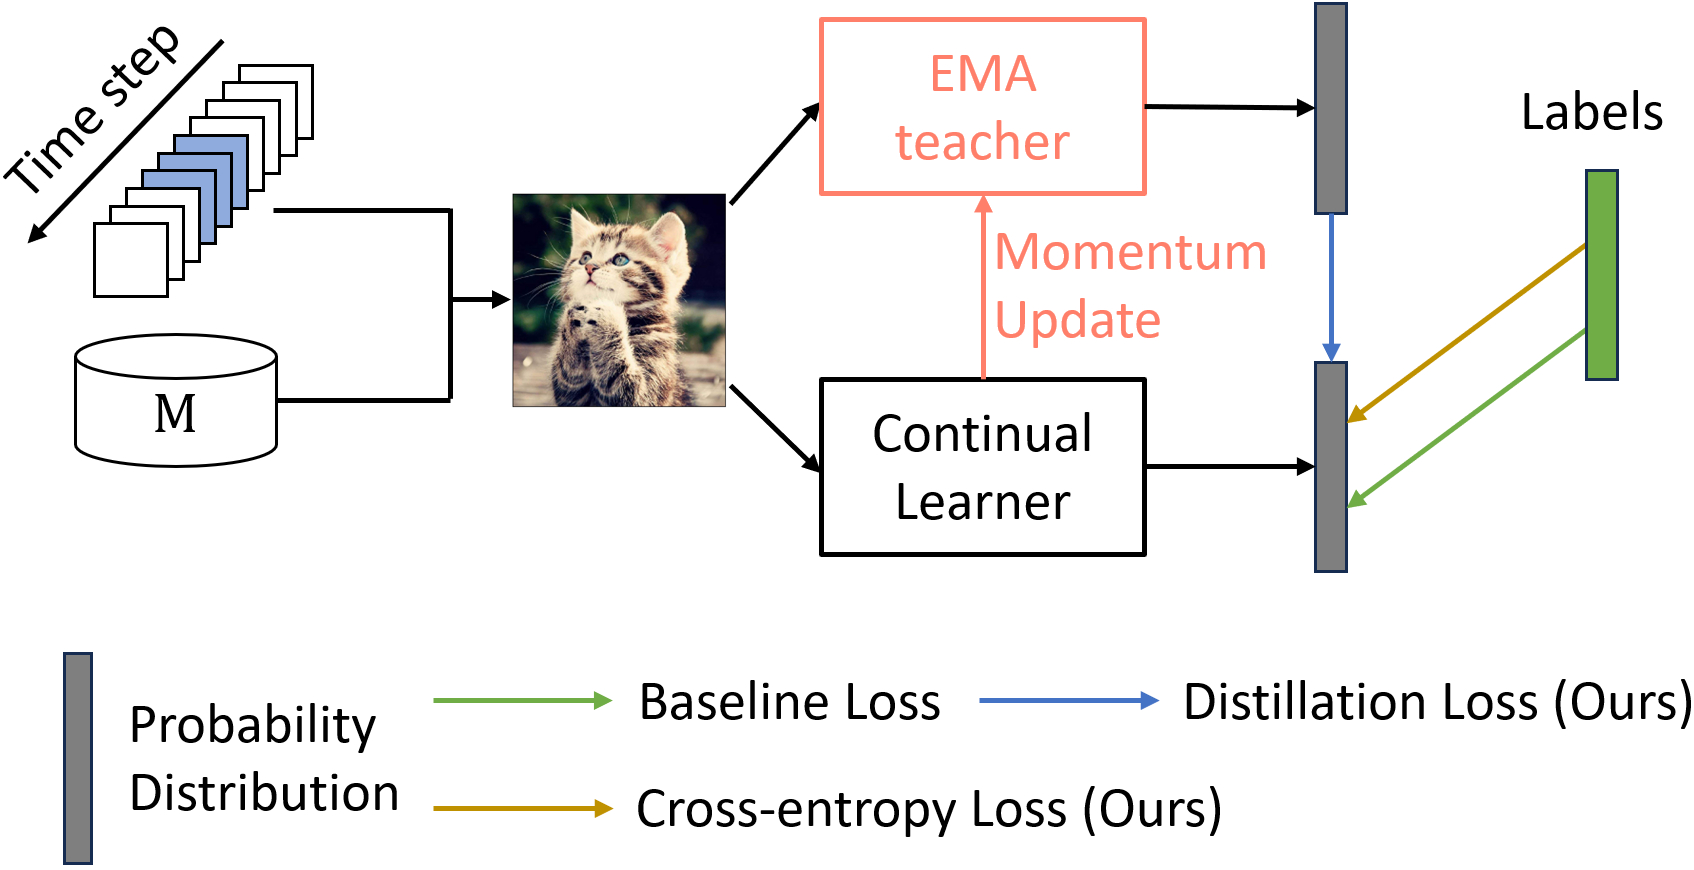 Time step
EMA
teacher
Labels
Momentum
Update
M
Continual
Learner
Probability
Distribution
Baseline Loss
Distillation Loss (Ours)
Cross-entropy Loss (Ours)